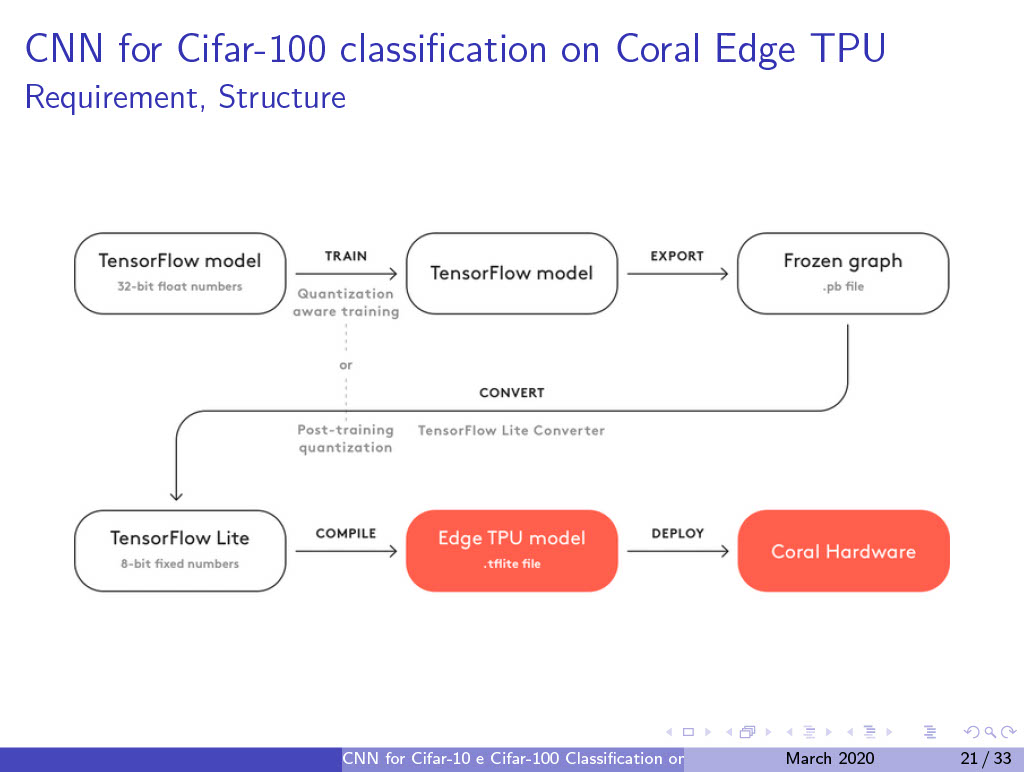 CNN for Cifar-100 classification on Coral Edge TPU
Requirement, Structure
TensorFlow model
32-bit float numbers
TRAIN
Quantization
aware training
TensorFlow model
EXPORT
Frozen graph
.pb file
or
CONVERT
Post-training
quantization
TensorFlow Lite Converter
TensorFlow Lite
8-bit fixed numbers
COMPILE
Edge TPU model
.tflite file
DEPLOY
Coral Hardware
CNN for Cifar-10 e Cifar-100 Classification or
March 2020
21 / 33